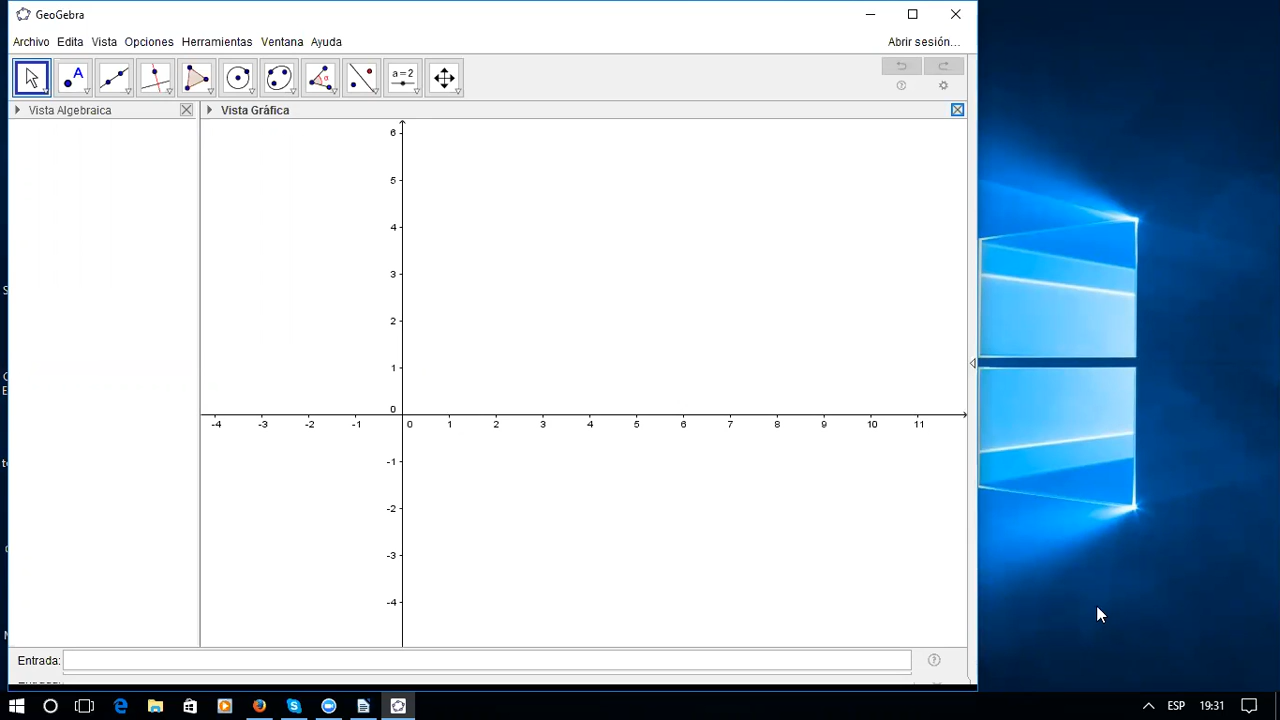 GeoGebra
Archivo Edita Vista Opciones Herramientas Ventana Ayuda Abrir sesión...
A α a=2
Vista Algebraica Vista Gráfica
6
5
4
3
2
1
0
-4 -3 -2 -1 0 1 2 3 4 5 6 7 8 9 10 11
-1
-2
-3
-4
Entrada:
ESP 19:31